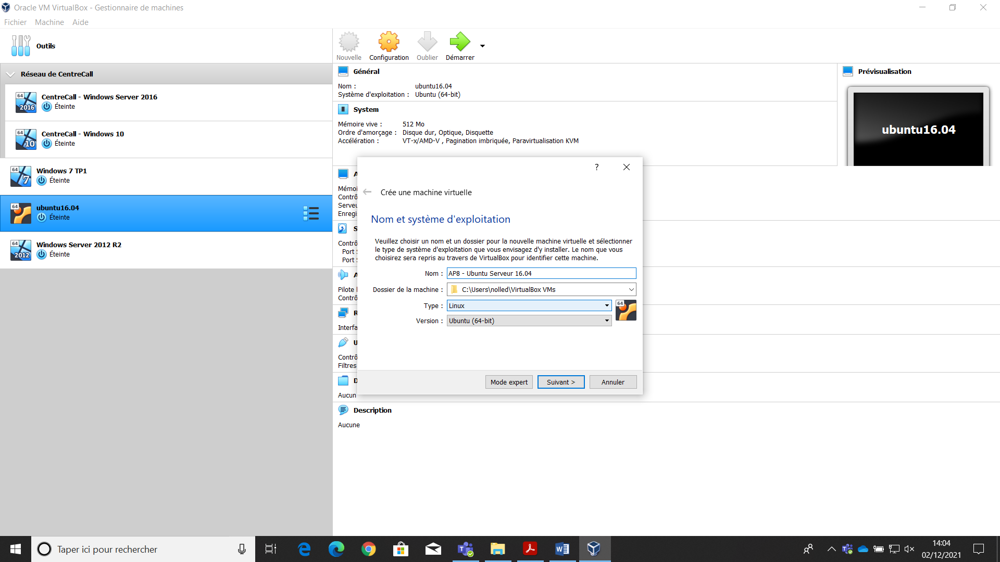 Oracle VM VirtualBox - Gestionnaire de machines
Fichier Machine Aide
Outils
Réseau de CentreCall
64 2016
CentreCall - Windows Server 2016
Éteinte
64 10
CentreCall - Windows 10
Éteinte
64 7
Windows 7 TP1
Éteinte
64
ubuntu16.04
Éteinte
64 2012
Windows Server 2012 R2
Éteinte
Nouvelle Configuration Oublier Démarrer
Général
Nom : ubuntu16.04
Système d'exploitation : Ubuntu (64-bit)
System
Mémoire vive : 512 Mo
Ordre d'amorçage : Disque dur, Optique, Disquette
Accélération : VT-x/AMD-V , Pagination imbriquée, Paravirtualisation KVM
Prévisualisation
ubuntu16.04
A
Mémoi
Contrô
Serveu
Enregi
S
Contrô
Port S
Port S
A
Pilote l
Contrô
R
Interfa
U
Contrô
Filtres
D
Aucun
Description
Aucune
?
Crée une machine virtuelle
Nom et système d'exploitation
Veuillez choisir un nom et un dossier pour la nouvelle machine virtuelle et sélectionner
le type de système d'exploitation que vous envisagez d'y installer. Le nom que vous
choisirez sera repris au travers de VirtualBox pour identifier cette machine.
Nom : AP8 - Ubuntu Serveur 16.04
Dossier de la machine : C:\Users\nolled\VirtualBox VMs
Type : Linux
64
Version : Ubuntu (64-bit)
Mode expert Suivant > Annuler
Taper ici pour rechercher
14:04
02/12/2021